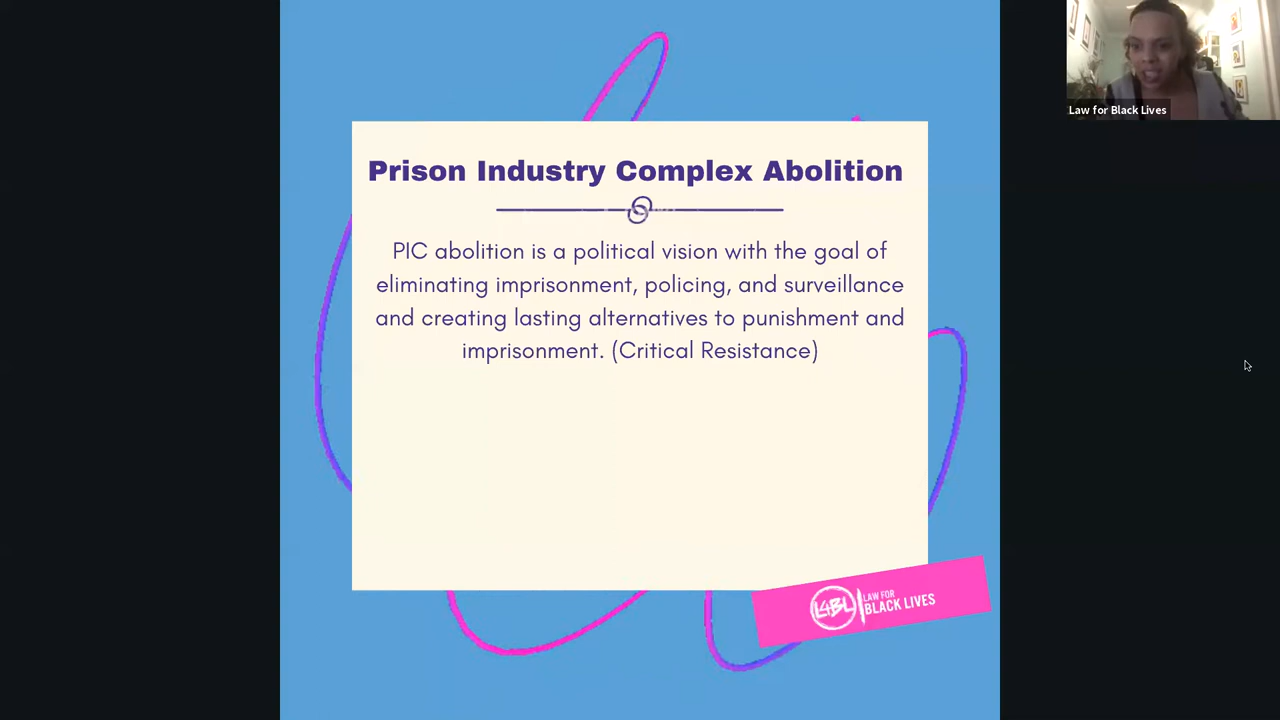 Prison Industry Complex Abolition
PIC abolition is a political vision with the goal of
eliminating imprisonment, policing, and surveillance
and creating lasting alternatives to punishment and
imprisonment. (Critical Resistance)
L4BL
LAW FOR
BLACK LIVES
Law for Black Lives